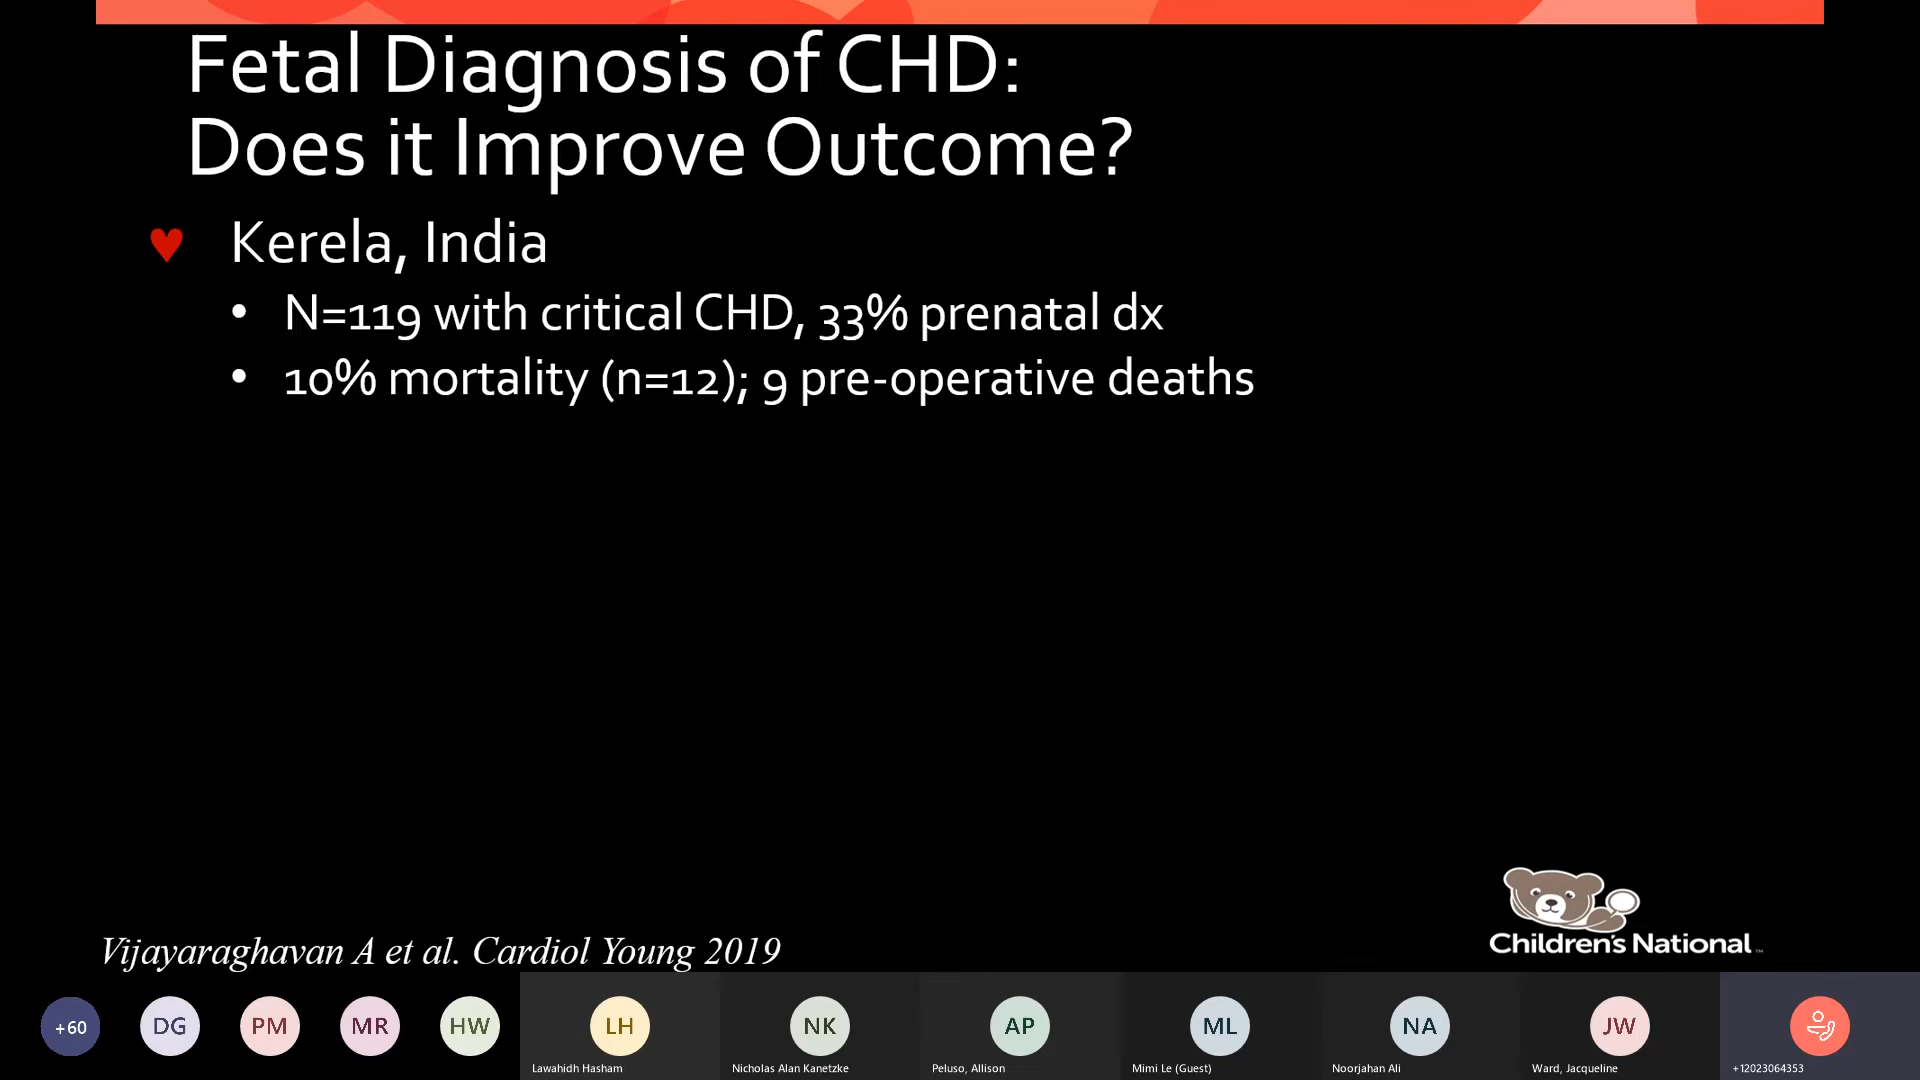 Fetal Diagnosis of CHD:
Does it Improve Outcome?
♥ Kerela, India
• N=119 with critical CHD, 33% prenatal dx
• 10% mortality (n=12); 9 pre-operative deaths
Children's National™
Vijayaraghavan A et al. Cardiol Young 2019
+60 DG PM MR HW LH NK AP ML NA JW
Lawahidh Hasham Nicholas Alan Kanetzke Peluso, Allison Mimi Le (Guest) Noorjahan Ali Ward, Jacqueline +12023064353